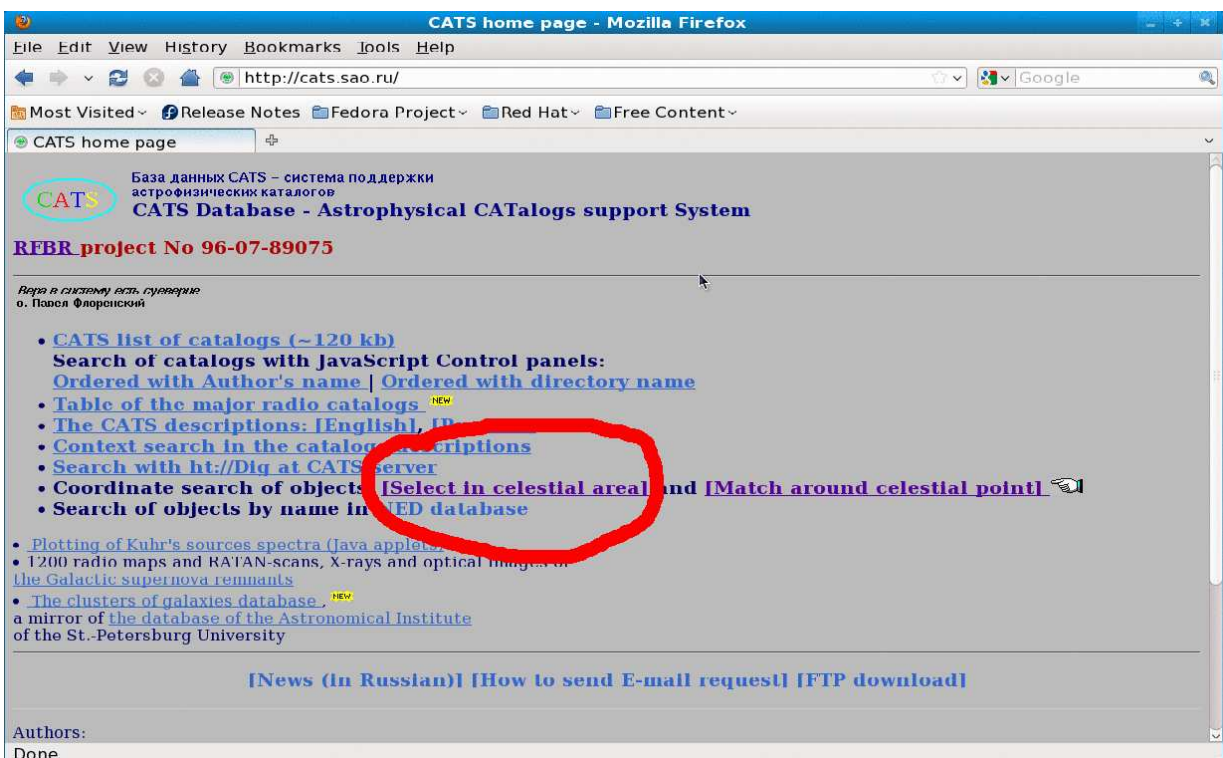 CATS home page - Mozilla Firefox
File Edit View History Bookmarks Tools Help
http://cats.sao.ru/ Google
Most Visited Release Notes Fedora Project Red Hat Free Content
CATS home page
CATS
База данных CATS – система поддержки
астрофизических каталогов
CATS Database - Astrophysical CATalogs support System
RFBR project No 96-07-89075
Вера в систему есть суеверие
о. Павел Флоренский
• CATS list of catalogs (~120 kb)
Search of catalogs with JavaScript Control panels:
Ordered with Author's name | Ordered with directory name
• Table of the major radio catalogs NEW
• The CATS descriptions: [English],
• Context search in the catalog descriptions
• Search with ht://Dig at CATS server
• Coordinate search of objects [Select in celestial area] and [Match around celestial point]
• Search of objects by name in NED database
• Plotting of Kuhr's sources spectra (Java applets)
• 1200 radio maps and RATAN-scans, X-rays and optical images of
the Galactic supernova remnants
• The clusters of galaxies database , NEW
a mirror of the database of the Astronomical Institute
of the St.-Petersburg University
[News (in Russian)] [How to send E-mail request] [FTP download]
Authors:
Done